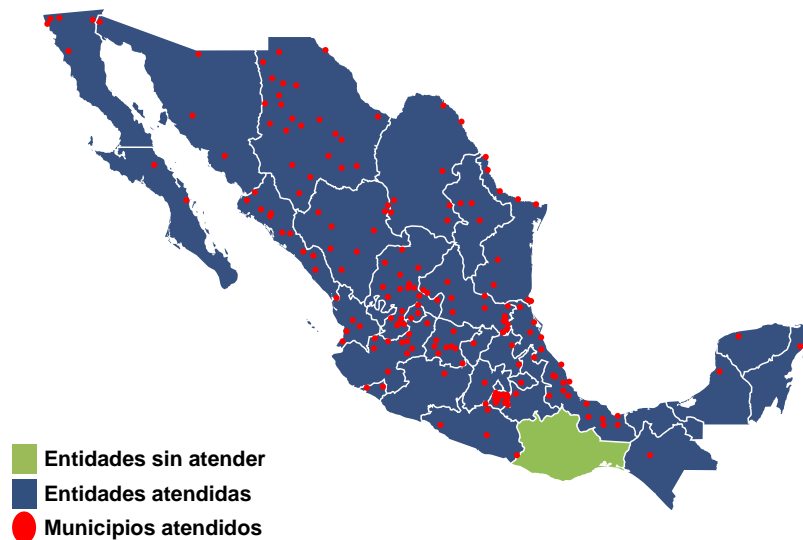 Entidades sin atender
Entidades atendidas
Municipios atendidos